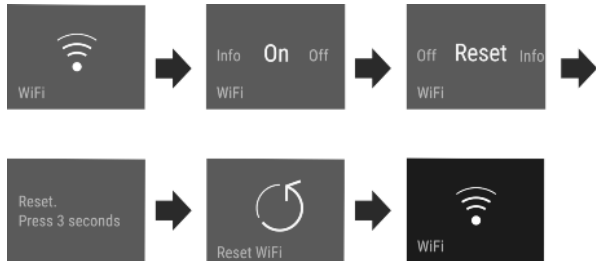 WiFi
Info On Off
WiFi
Off Reset Info
WiFi
Reset.
Press 3 seconds
Reset WiFi
WiFi